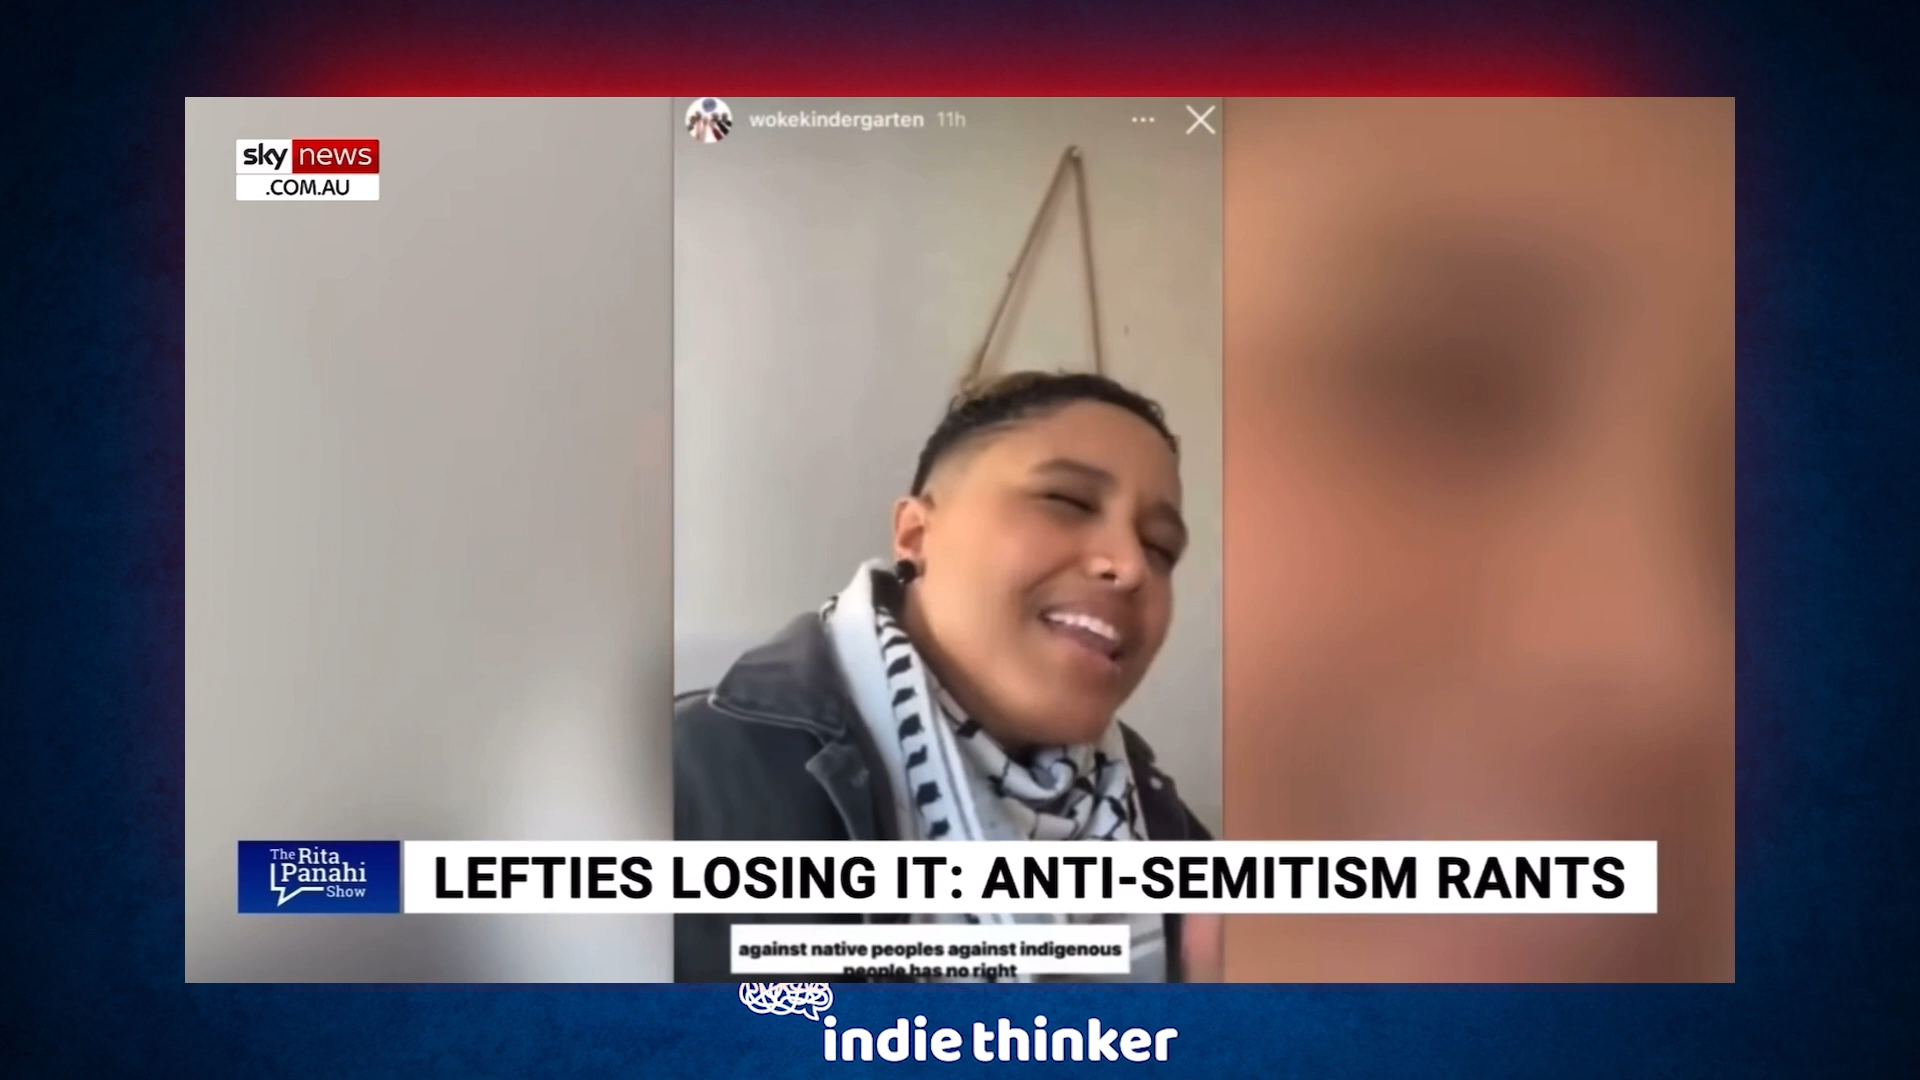 wokekindergarten 11h
sky news
.COM.AU
The Rita
Panahi
Show
LEFTIES LOSING IT: ANTI-SEMITISM RANTS
against native peoples against indigenous
people has no right
indie thinker